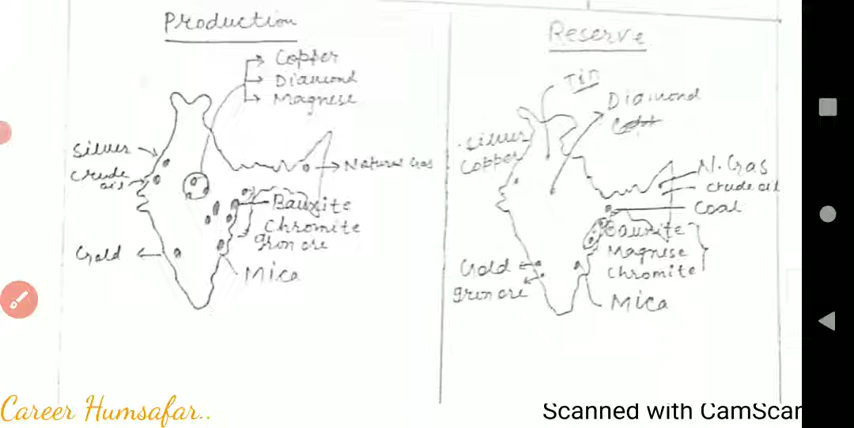 Production
Copper
Diamond
Magnese
Silver
Crude
oil
Natural Gas
Bauxite
Chromite
Iron ore
Gold
Mica
Reserve
Tin
Diamond
Silver
Copper
N. Gas
Crude oil
Coal
Bauxite
Magnese
Chromite
Gold
Iron ore
Mica
Career Humsafar..
Scanned with CamScan